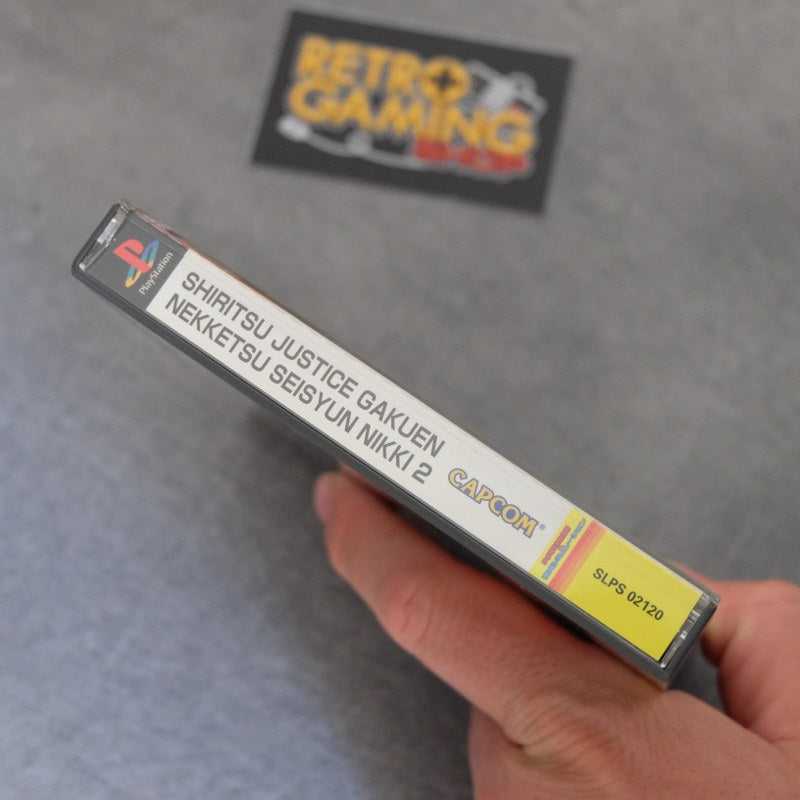 RETRO
GAMING
SHOP
PlayStation
SHIRITSU JUSTICE GAKUEN
NEKKETSU SEISYUN NIKKI 2
CAPCOM
SLPS 02120